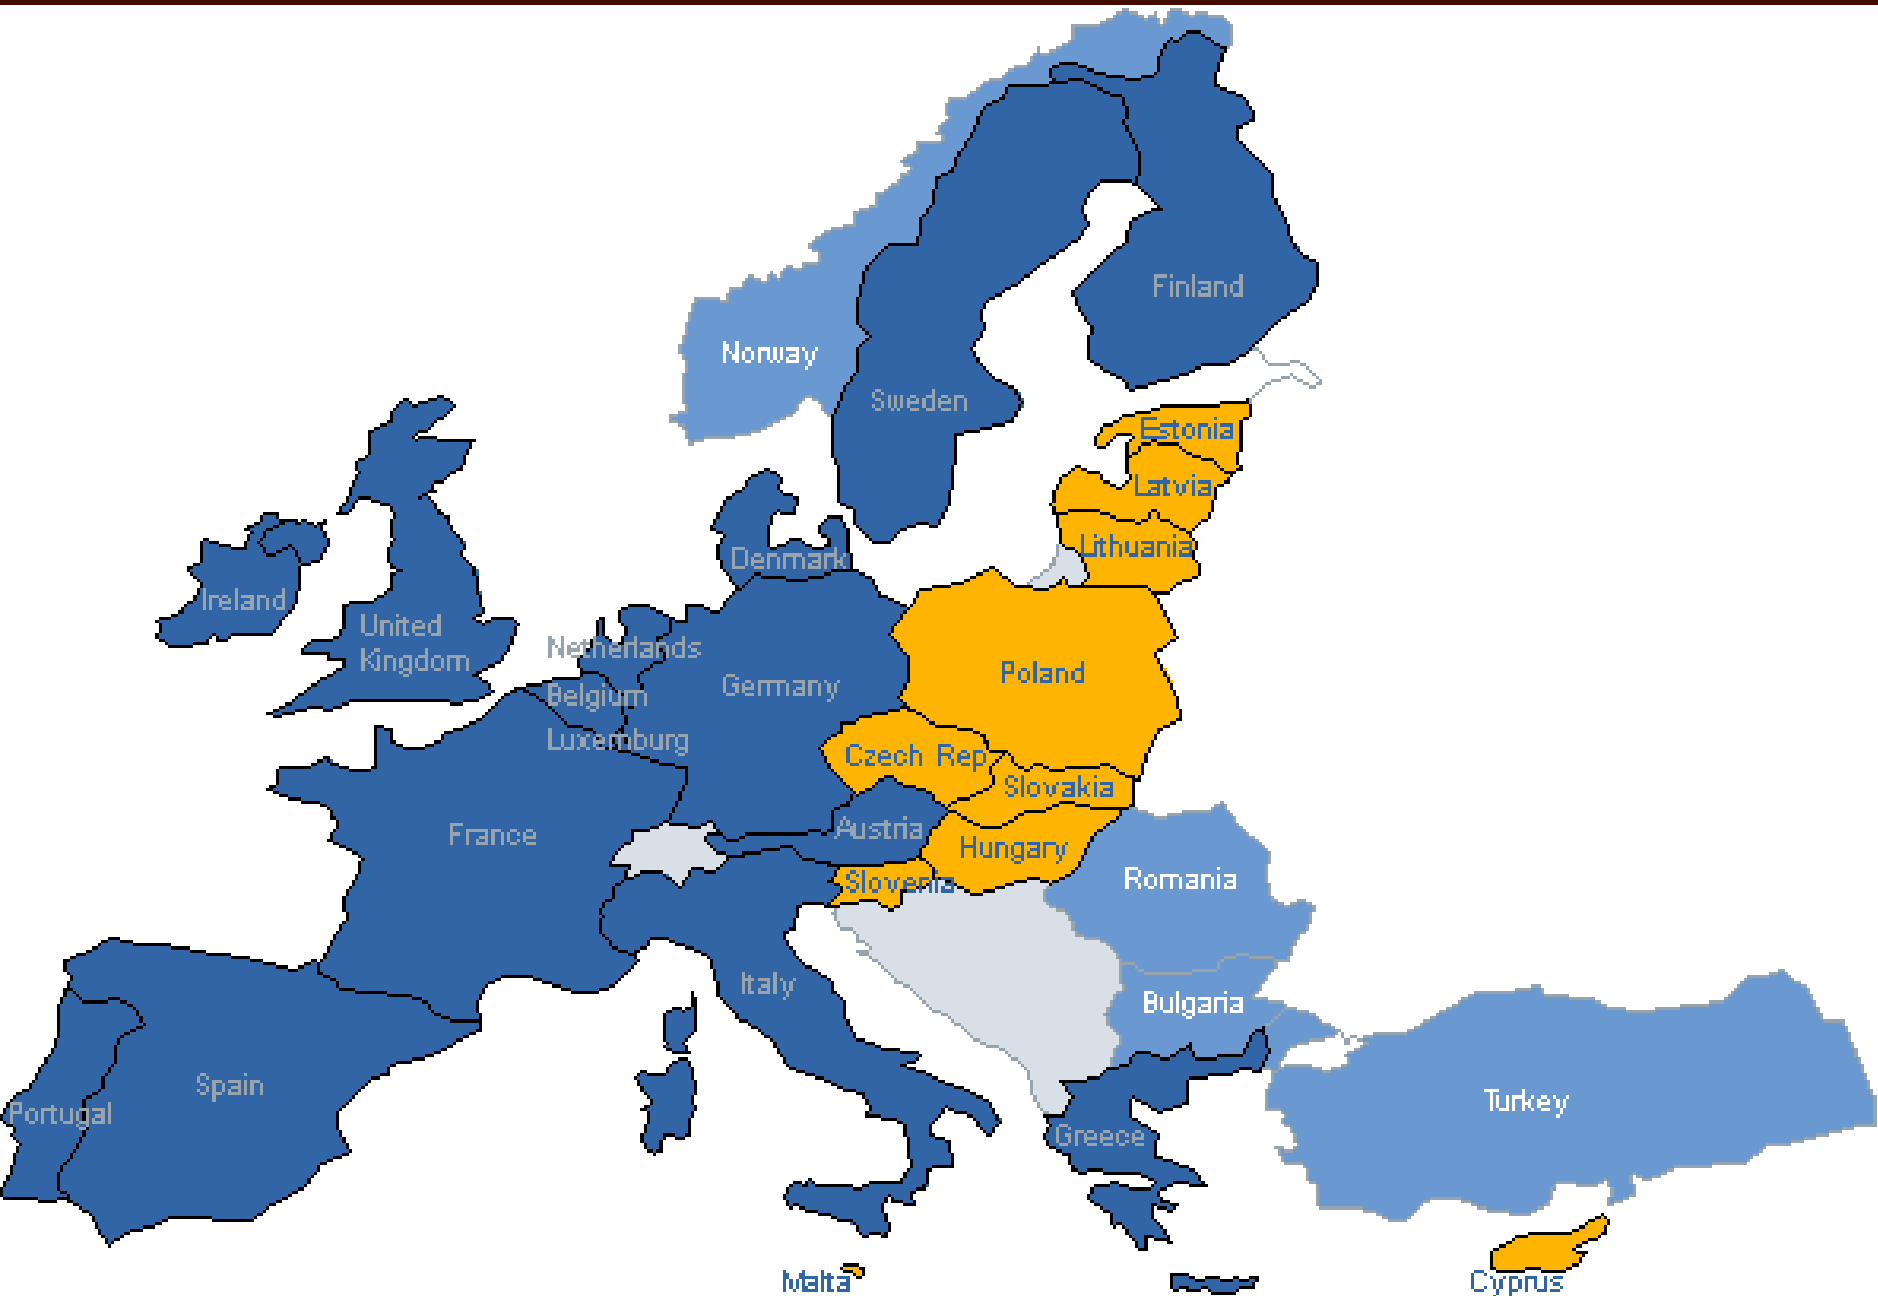 Finland
Norway
Sweden
Estonia
Latvia
Lithuania
Denmark
Ireland
United
Kingdom
Netherlands
Poland
Germany
Belgium
Luxemburg
Czech Rep
Slovakia
France
Austria
Hungary
Slovenia
Romania
Italy
Bulgaria
Spain
Portugal
Turkey
Greece
Malta
Cyprus